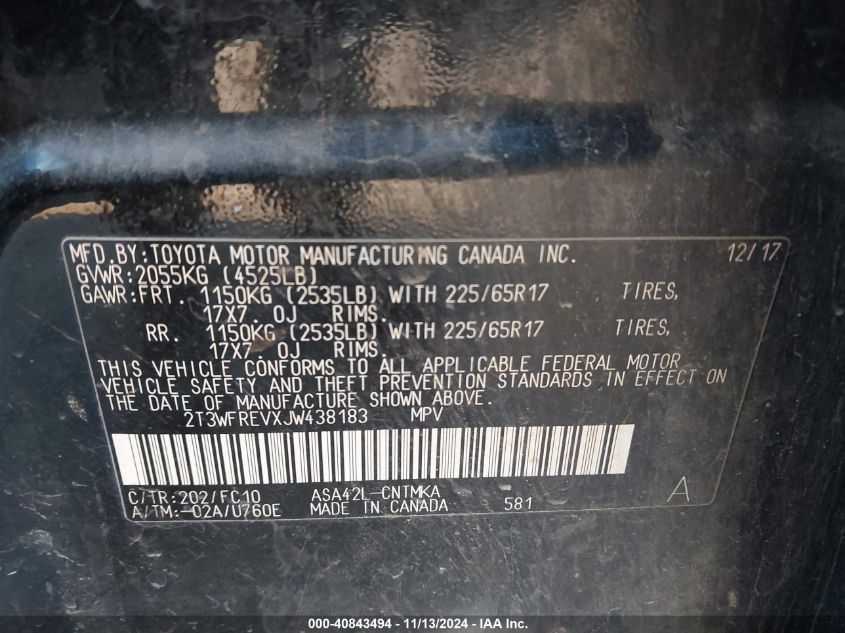 MFD. BY: TOYOTA MOTOR MANUFACTURING CANADA INC. 12/17
GVWR: 2055KG (4525LB)
GAWR: FRT. 1150KG (2535LB) WITH 225/65R17 TIRES,
17X7.0J RIMS.
RR. 1150KG (2535LB) WITH 225/65R17 TIRES,
17X7.0J RIMS.
THIS VEHICLE CONFORMS TO ALL APPLICABLE FEDERAL MOTOR
VEHICLE SAFETY AND THEFT PREVENTION STANDARDS IN EFFECT ON
THE DATE OF MANUFACTURE SHOWN ABOVE.
2T3WFREVXJW438183 MPV
C/TR: 202/FC10 ASA42L-CNTMKA A
A/TM: -02A/U760E MADE IN CANADA 581
000-40843494 - 11/13/2024 - IAA Inc.